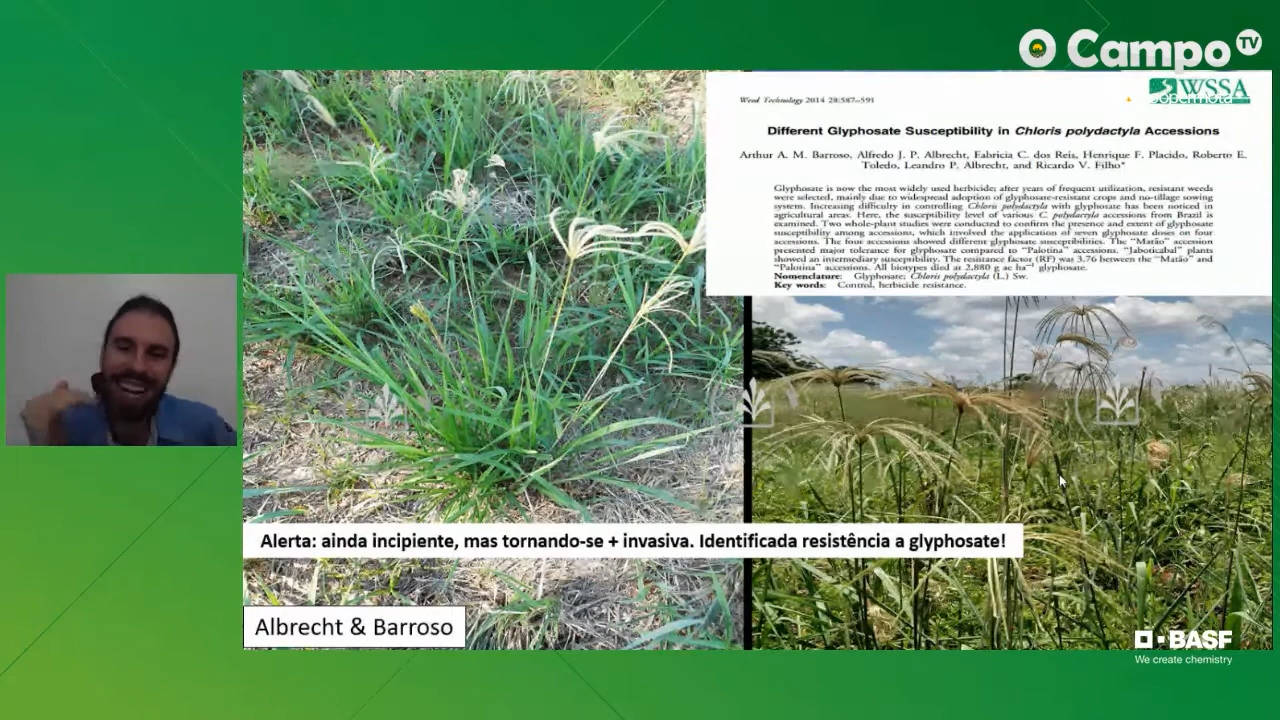 O Campo TV
WSSA
Weed Technology 2014 28:587–591
Different Glyphosate Susceptibility in Chloris polydactyla Accessions
Arthur A. M. Barroso, Alfredo J. P. Albrecht, Fabricia C. dos Reis, Henrique F. Placido, Roberto E.
Toledo, Leandro P. Albrecht, and Ricardo V. Filho*
Glyphosate is now the most widely used herbicide; after years of frequent utilization, resistant weeds
were selected, mainly due to widespread adoption of glyphosate-resistant crops and no-tillage sowing
system. Increasing difficulty in controlling Chloris polydactyla with glyphosate has been noticed in
agricultural areas. Here, the susceptibility level of various C. polydactyla accessions from Brazil is
examined. Two whole-plant studies were conducted to confirm the presence and extent of glyphosate
susceptibility among accessions, which involved the application of seven glyphosate doses on four
accessions. The four accessions showed different glyphosate susceptibilities. The “Matão” accession
presented major tolerance for glyphosate compared to “Palotina” accessions. “Jaboticabal” plants
showed an intermediary susceptibility. The resistance factor (RF) was 3.76 between the “Matão” and
“Palotina” accessions. All biotypes died at 2,880 g ae ha⁻¹ glyphosate.
Nomenclature: Glyphosate; Chloris polydactyla (L.) Sw.
Key words: Control, herbicide resistance.
Alerta: ainda incipiente, mas tornando-se + invasiva. Identificada resistência a glyphosate!
Albrecht & Barroso
BASF
We create chemistry